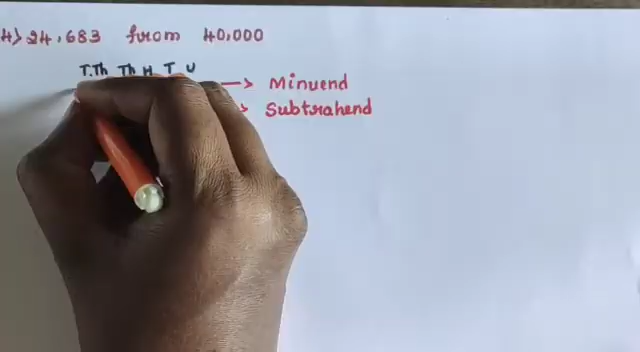 4) 24,683 from 40,000
T.Th Th H T U
→ Minuend
→ Subtrahend